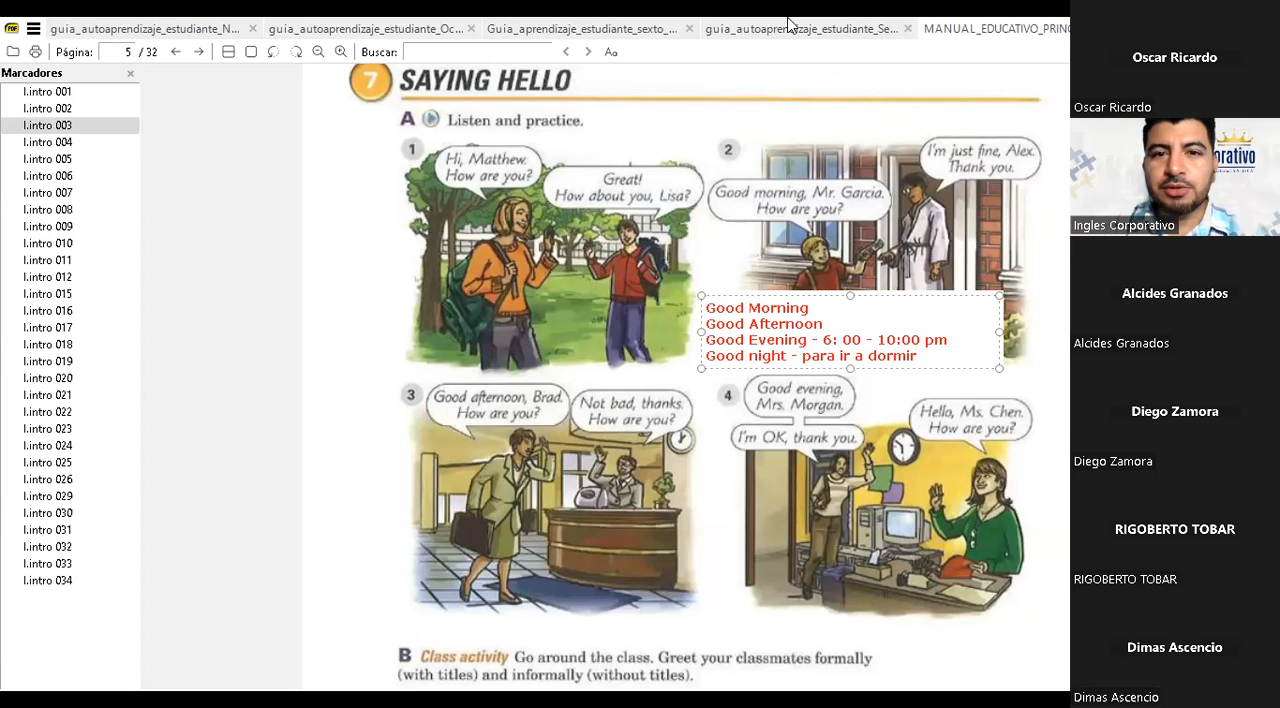 guia_autoaprendizaje_estudiante_N...
guia_autoaprendizaje_estudiante_Oc...
Guia_aprendizaje_estudiante_sexto_...
guia_autoaprendizaje_estudiante_Se...
MANUAL_EDUCATIVO_PRINC
Página: 5 / 32
Buscar:
Aa
Marcadores
I.intro 001
I.intro 002
I.intro 003
I.intro 004
I.intro 005
I.intro 006
I.intro 007
I.intro 008
I.intro 009
I.intro 010
I.intro 011
I.intro 012
I.intro 015
I.intro 016
I.intro 017
I.intro 018
I.intro 019
I.intro 020
I.intro 021
I.intro 022
I.intro 023
I.intro 024
I.intro 025
I.intro 026
I.intro 029
I.intro 030
I.intro 031
I.intro 032
I.intro 033
I.intro 034
7 SAYING HELLO
A Listen and practice.
1
Hi, Matthew.
How are you?
Great!
How about you, Lisa?
2
Good morning, Mr. Garcia.
How are you?
I'm just fine, Alex.
Thank you.
Good Morning
Good Afternoon
Good Evening - 6: 00 - 10:00 pm
Good night - para ir a dormir
3
Good afternoon, Brad.
How are you?
Not bad, thanks.
How are you?
4
Good evening,
Mrs. Morgan.
I'm OK, thank you.
Hello, Ms. Chen.
How are you?
B Class activity Go around the class. Greet your classmates formally
(with titles) and informally (without titles).
Oscar Ricardo
Oscar Ricardo
orativo
Ingles Corporativo
Alcides Granados
Alcides Granados
Diego Zamora
Diego Zamora
RIGOBERTO TOBAR
RIGOBERTO TOBAR
Dimas Ascencio
Dimas Ascencio